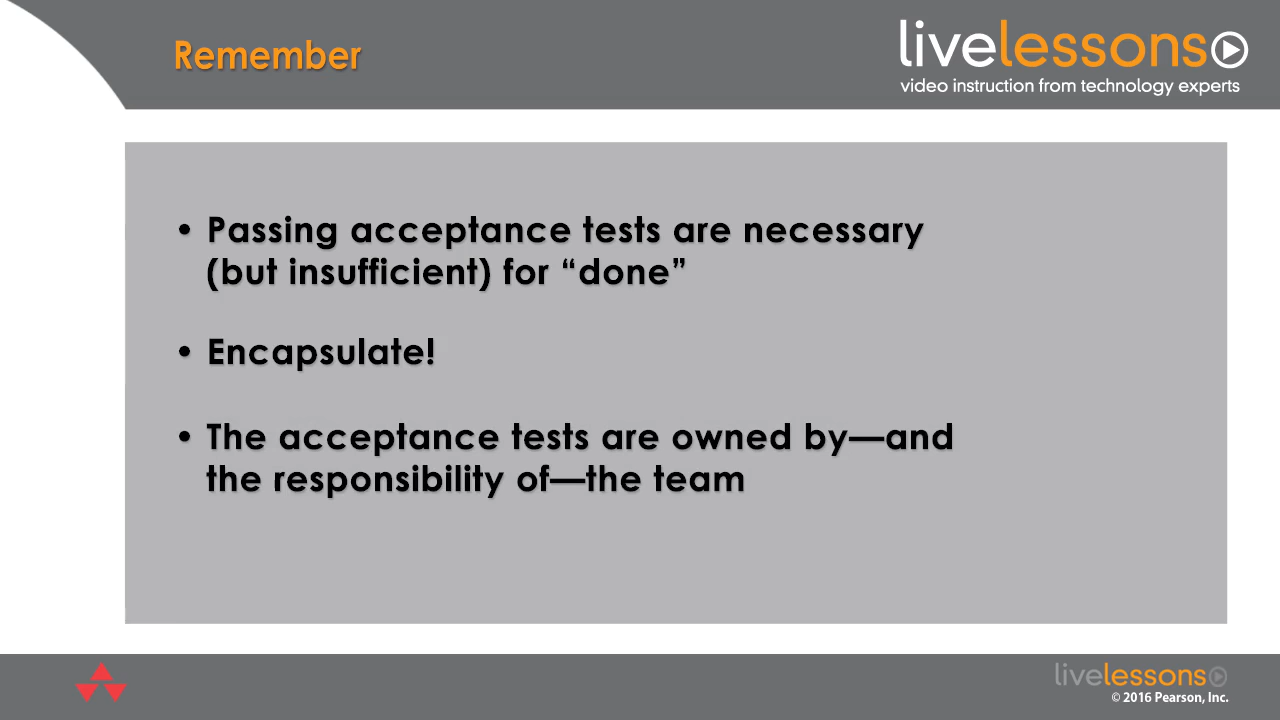 Remember
livelessons
video instruction from technology experts
• Passing acceptance tests are necessary
(but insufficient) for “done”
• Encapsulate!
• The acceptance tests are owned by—and
the responsibility of—the team
livelessons
© 2016 Pearson, Inc.